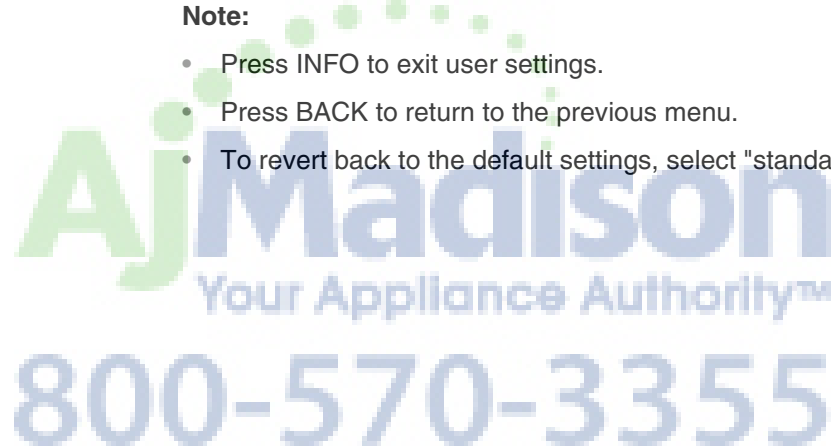 Note:
• Press INFO to exit user settings.
• Press BACK to return to the previous menu.
• To revert back to the default settings, select "standa
AjMadison
Your Appliance Authority™
800-570-3355